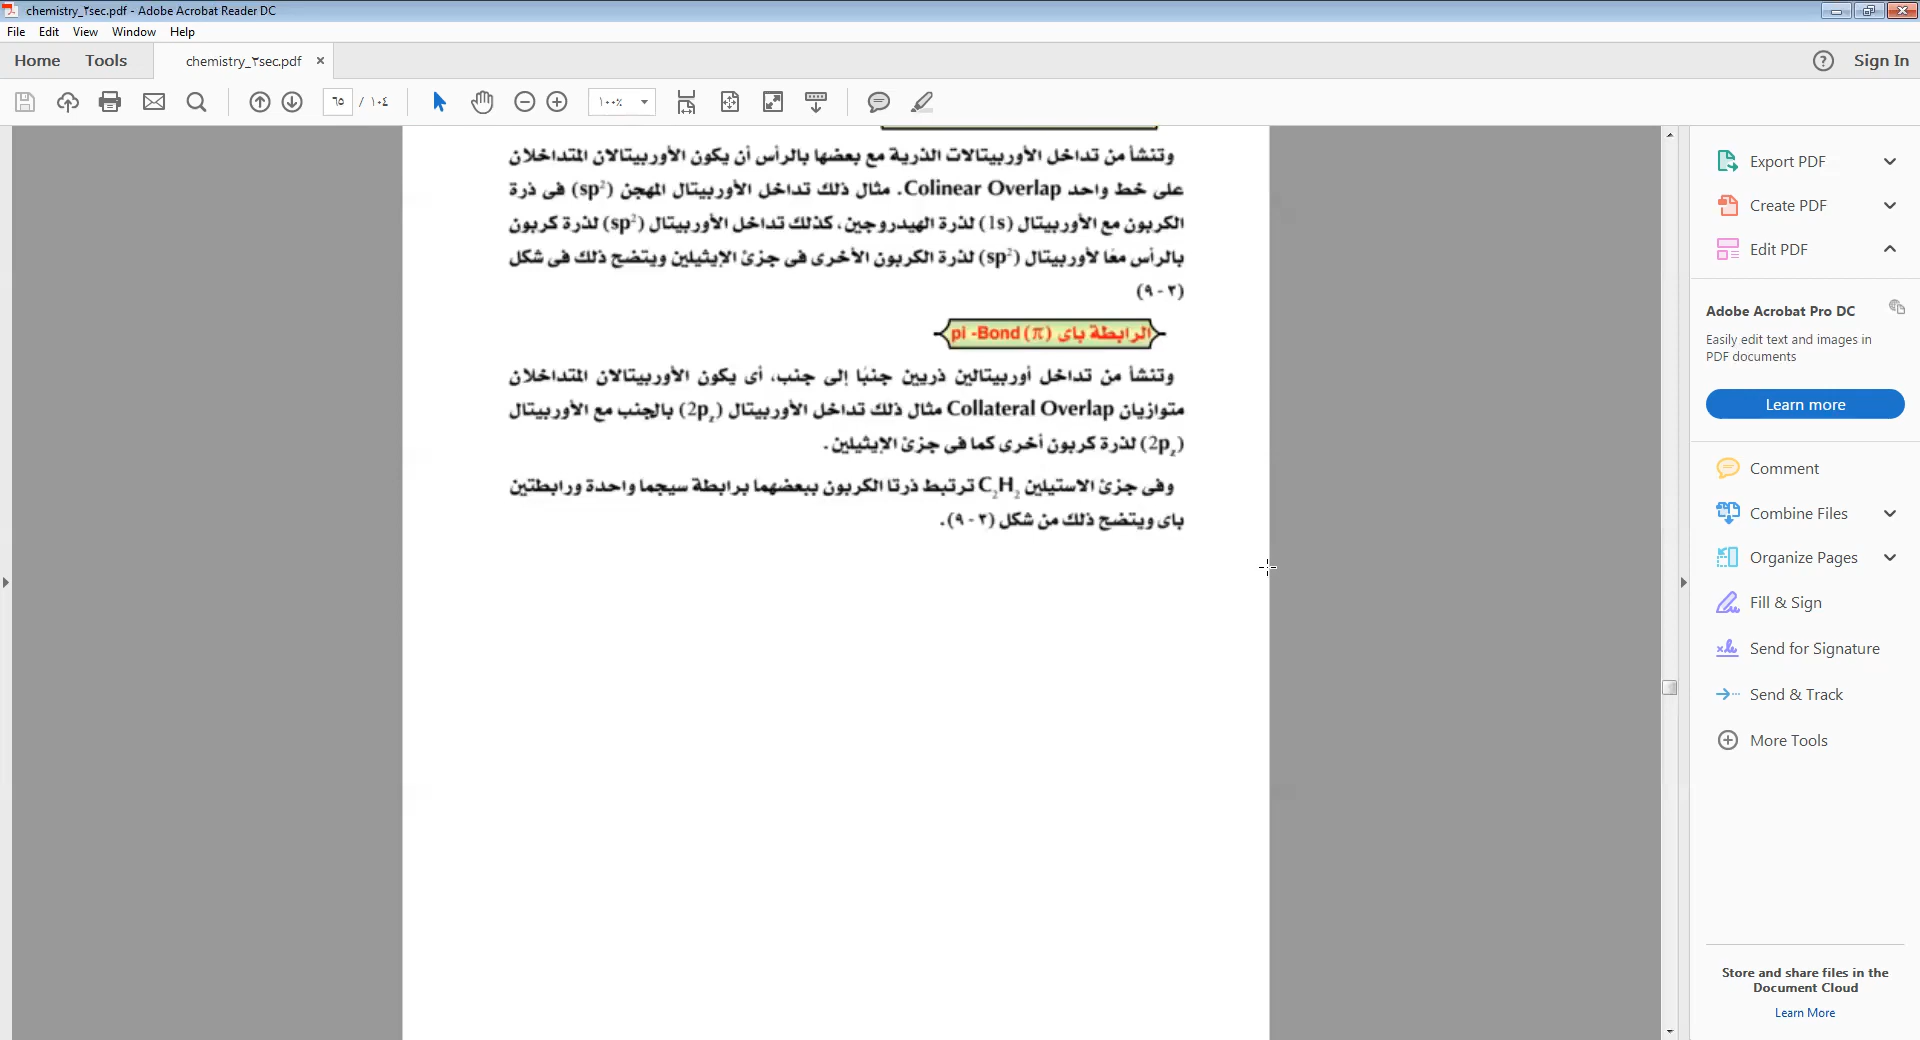 chemistry_٢sec.pdf - Adobe Acrobat Reader DC
File Edit View Window Help
Home Tools chemistry_٢sec.pdf × Sign In
٦٥ / ١٠٤ ١٠٠٪
وتنشأ من تداخل الأوربيتالات الذرية مع بعضها بالرأس أن يكون الأوربيتالان المتداخلان
على خط واحد Colinear Overlap. مثال ذلك تداخل الأوربيتال المهجن (sp²) فى ذرة
الكربون مع الأوربيتال (1s) لذرة الهيدروجين، كذلك تداخل الأوربيتال (sp²) لذرة كربون
بالرأس معًا لأوربيتال (sp²) لذرة الكربون الأخرى فى جزئ الإيثيلين ويتضح ذلك فى شكل
(٣ - ٩)
الرابطة باى (π) pi -Bond
وتنشأ من تداخل أوربيتالين ذريين جنبًا إلى جنب، أى يكون الأوربيتالان المتداخلان
متوازيان Collateral Overlap مثال ذلك تداخل الأوربيتال (2p_z) بالجنب مع الأوربيتال
(2p_z) لذرة كربون أخرى كما فى جزئ الإيثيلين.
وفى جزئ الاستيلين C₂H₂ ترتبط ذرتا الكربون ببعضهما برابطة سيجما واحدة ورابطتين
باى ويتضح ذلك من شكل (٣ - ٩).
Export PDF
Create PDF
Edit PDF
Adobe Acrobat Pro DC
Easily edit text and images in
PDF documents
Learn more
Comment
Combine Files
Organize Pages
Fill & Sign
Send for Signature
Send & Track
More Tools
Store and share files in the
Document Cloud
Learn More